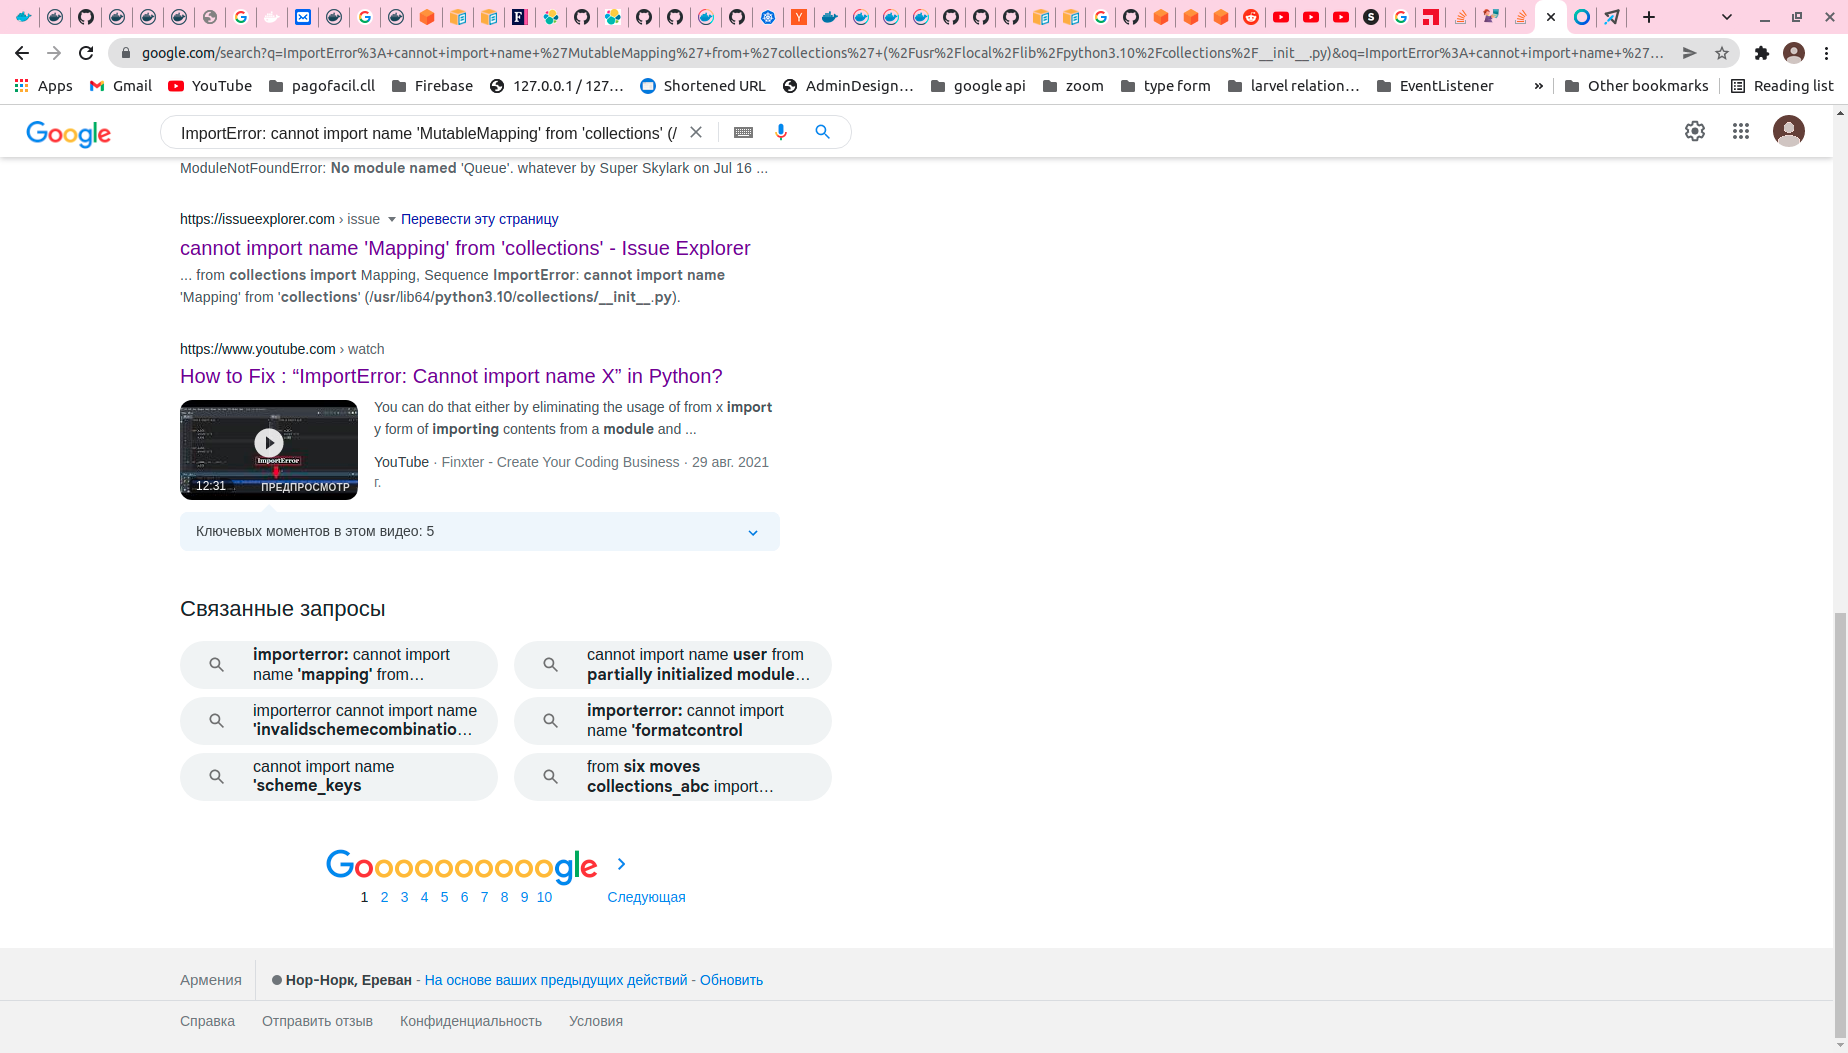 google.com/search?q=ImportError%3A+cannot+import+name+%27MutableMapping%27+from+%27collections%27+(%2Fusr%2Flocal%2Flib%2Fpython3.10%2Fcollections%2F__init__.py)&oq=ImportError%3A+cannot+import+name+%27...
Apps Gmail YouTube pagofacil.cll Firebase 127.0.0.1 / 127... Shortened URL AdminDesign... google api zoom type form larvel relation... EventListener » Other bookmarks Reading list
Google ImportError: cannot import name 'MutableMapping' from 'collections' (/
ModuleNotFoundError: No module named 'Queue'. whatever by Super Skylark on Jul 16 ...
https://issueexplorer.com › issue Перевести эту страницу
cannot import name 'Mapping' from 'collections' - Issue Explorer
... from collections import Mapping, Sequence ImportError: cannot import name
'Mapping' from 'collections' (/usr/lib64/python3.10/collections/__init__.py).
https://www.youtube.com › watch
How to Fix : “ImportError: Cannot import name X” in Python?
You can do that either by eliminating the usage of from x import
y form of importing contents from a module and ...
ImportError
YouTube · Finxter - Create Your Coding Business · 29 авг. 2021
г.
12:31 ПРЕДПРОСМОТР
Ключевых моментов в этом видео: 5
Связанные запросы
importerror: cannot import
name 'mapping' from...
cannot import name user from
partially initialized module...
importerror cannot import name
'invalidschemecombinatio...
importerror: cannot import
name 'formatcontrol
cannot import name
'scheme_keys
from six moves
collections_abc import...
Goooooooooogle
1 2 3 4 5 6 7 8 9 10 Следующая
Армения Нор-Норк, Ереван - На основе ваших предыдущих действий - Обновить
Справка Отправить отзыв Конфиденциальность Условия